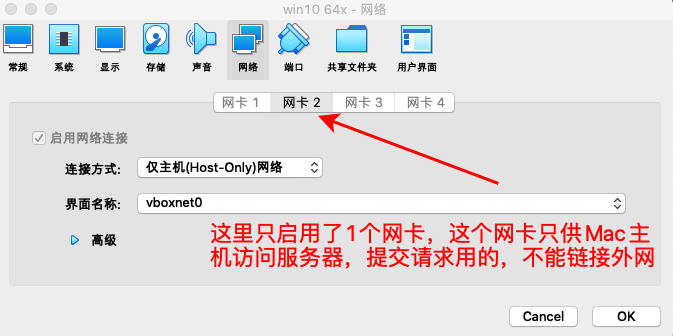 win10 64x - 网络
常规 系统 显示 存储 声音 网络 端口 共享文件夹 用户界面
网卡 1 网卡 2 网卡 3 网卡 4
启用网络连接
连接方式: 仅主机(Host-Only)网络
界面名称: vboxnet0
高级
这里只启用了1个网卡，这个网卡只供Mac主
机访问服务器，提交请求用的，不能链接外网
Cancel OK